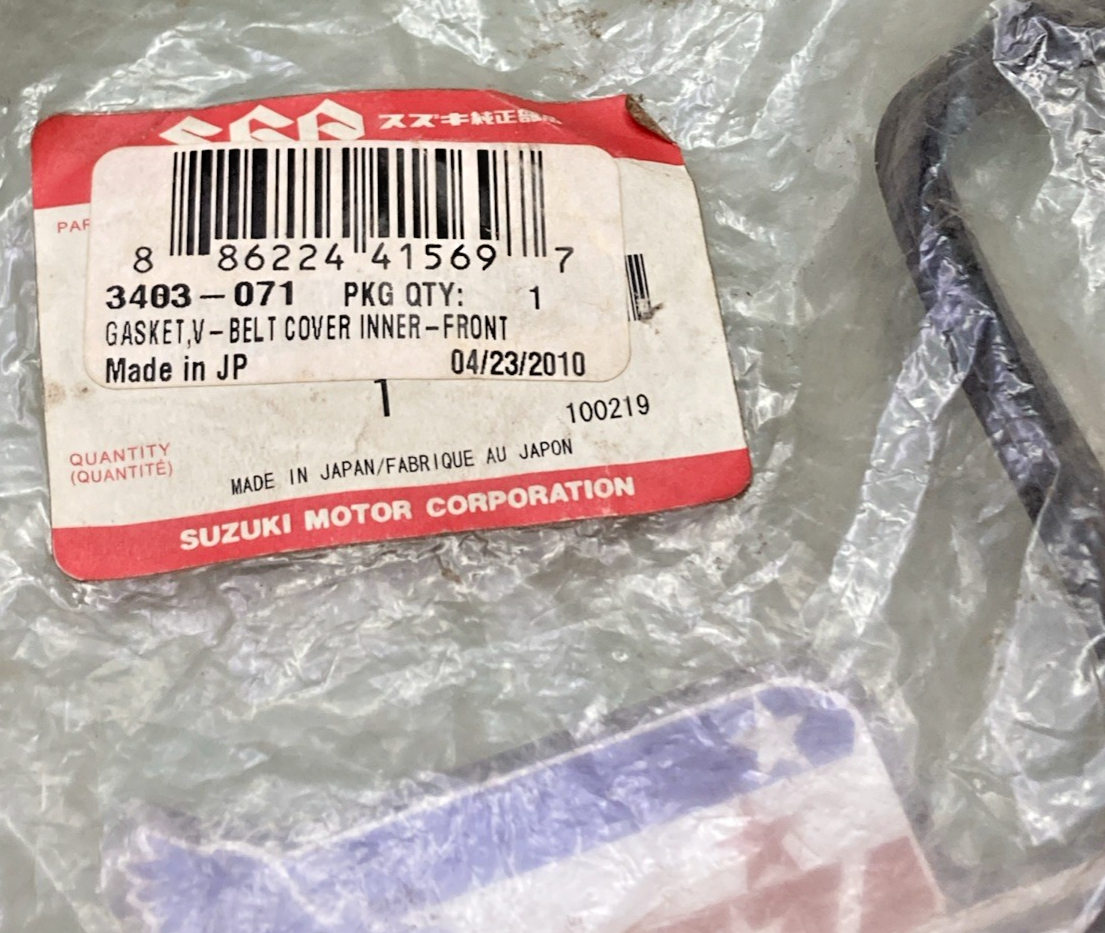 スズキ純正部品
8 86224 41569 7
3403-071 PKG QTY: 1
GASKET,V-BELT COVER INNER-FRONT
Made in JP 04/23/2010
1
100219
QUANTITY
(QUANTITÉ)
MADE IN JAPAN/FABRIQUE AU JAPON
SUZUKI MOTOR CORPORATION